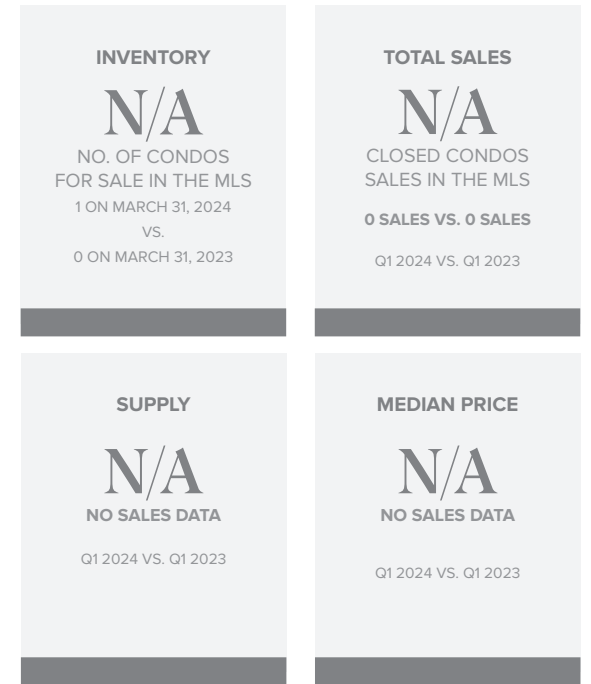 INVENTORY
N/A
NO. OF CONDOS
FOR SALE IN THE MLS
1 ON MARCH 31, 2024
VS.
0 ON MARCH 31, 2023
TOTAL SALES
N/A
CLOSED CONDOS
SALES IN THE MLS
0 SALES VS. 0 SALES
Q1 2024 VS. Q1 2023
SUPPLY
N/A
NO SALES DATA
Q1 2024 VS. Q1 2023
MEDIAN PRICE
N/A
NO SALES DATA
Q1 2024 VS. Q1 2023